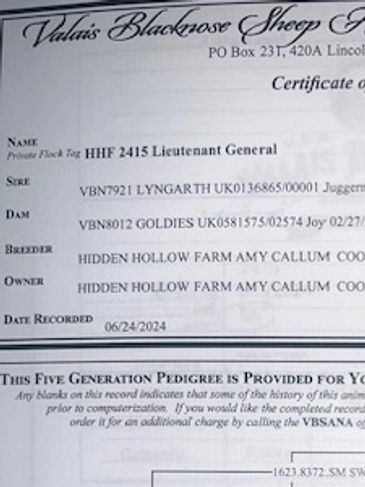 Valais Blacknose Sheep
PO Box 231, 420A Lincol
Certificate o
NAME
Private Flock Tag HHF 2415 Lieutenant General
SIRE
VBN7921 LYNGARTH UK0136865/00001 Juggern
DAM
VBN8012 GOLDIES UK0581575/02574 Joy 02/27/
BREEDER
HIDDEN HOLLOW FARM AMY CALLUM COO
OWNER
HIDDEN HOLLOW FARM AMY CALLUM COO
DATE RECORDED
06/24/2024
THIS FIVE GENERATION PEDIGREE IS PROVIDED FOR YO
Any blanks on this record indicates that some of the history of this anim
prior to computerization. If you would like the completed record
order it for an additional charge by calling the VBSANA of
1623.8372 SM SW